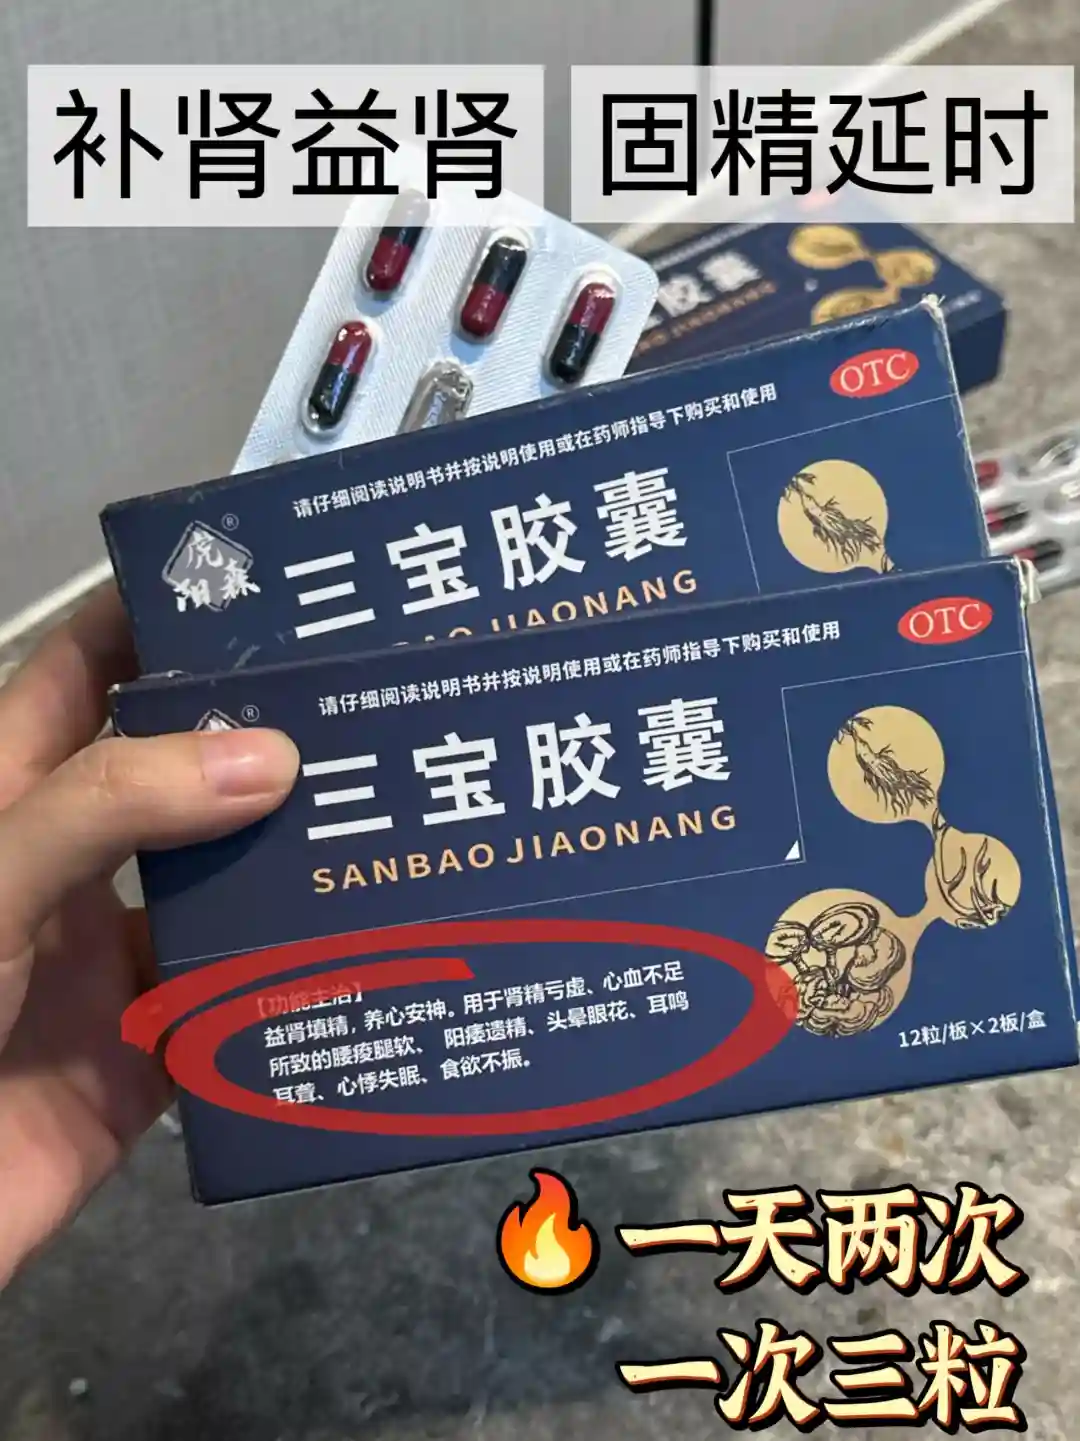 补肾益肾 固精延时
胶囊
OTC
请仔细阅读说明书并按说明使用或在药师指导下购买和使用
虎
阳森
®
三宝胶囊
BAO JIAONANG
OTC
请仔细阅读说明书并按说明使用或在药师指导下购买和使用
®
三宝胶囊
SANBAO JIAONANG
【功能主治】
益肾填精，养心安神。用于肾精亏虚、心血不足
所致的腰痠腿软、阳痿遗精、头晕眼花、耳鸣
耳聋、心悸失眠、食欲不振。
12粒/板×2板/盒
一天两次
一次三粒